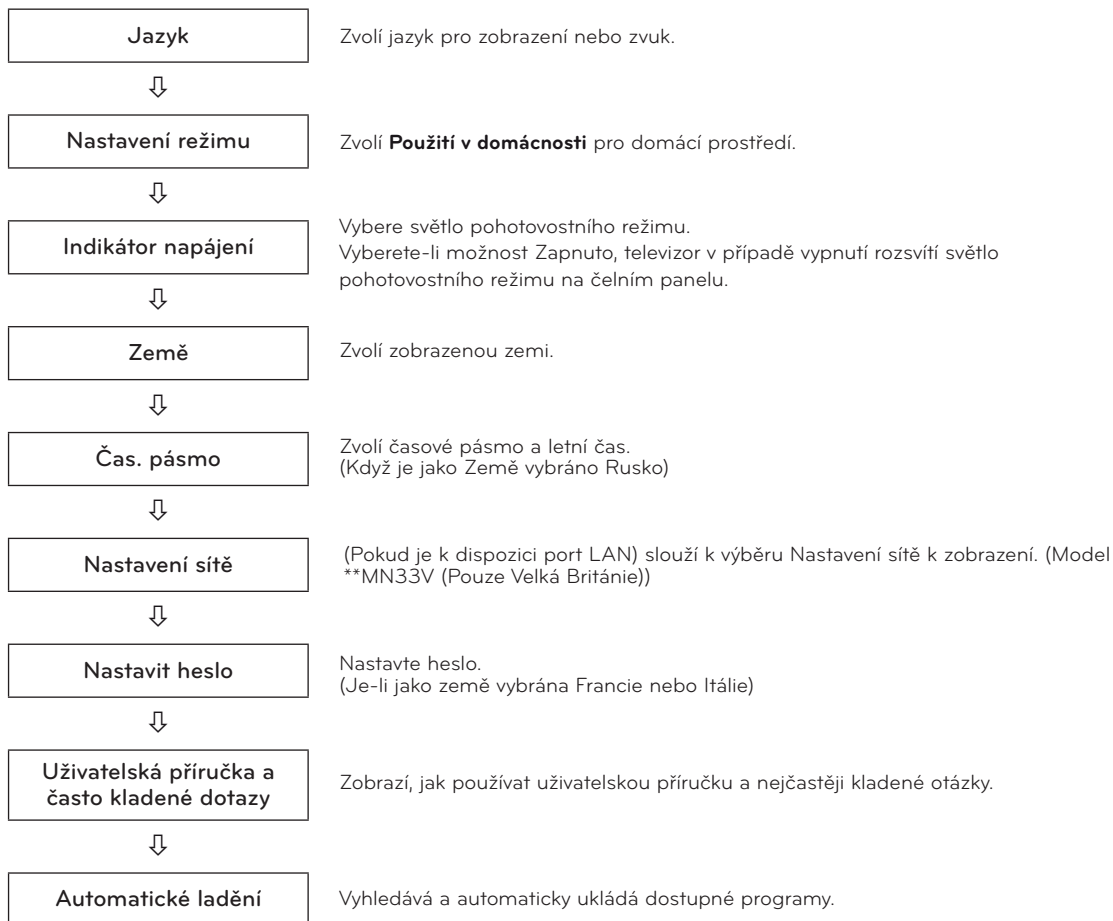 Jazyk
Zvolí jazyk pro zobrazení nebo zvuk.
Nastavení režimu
Zvolí Použití v domácnosti pro domácí prostředí.
Indikátor napájení
Vybere světlo pohotovostního režimu.
Vyberete-li možnost Zapnuto, televizor v případě vypnutí rozsvítí světlo
pohotovostního režimu na čelním panelu.
Země
Zvolí zobrazenou zemi.
Čas. pásmo
Zvolí časové pásmo a letní čas.
(Když je jako Země vybráno Rusko)
Nastavení sítě
(Pokud je k dispozici port LAN) slouží k výběru Nastavení sítě k zobrazení. (Model
**MN33V (Pouze Velká Británie))
Nastavit heslo
Nastavte heslo.
(Je-li jako země vybrána Francie nebo Itálie)
Uživatelská příručka a
často kladené dotazy
Zobrazí, jak používat uživatelskou příručku a nejčastěji kladené otázky.
Automatické ladění
Vyhledává a automaticky ukládá dostupné programy.